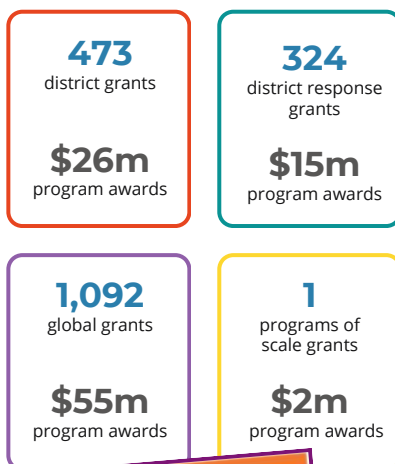 473
district grants
$26m
program awards
324
district response
grants
$15m
program awards
1,092
global grants
$55m
program awards
1
programs of
scale grants
$2m
program awards